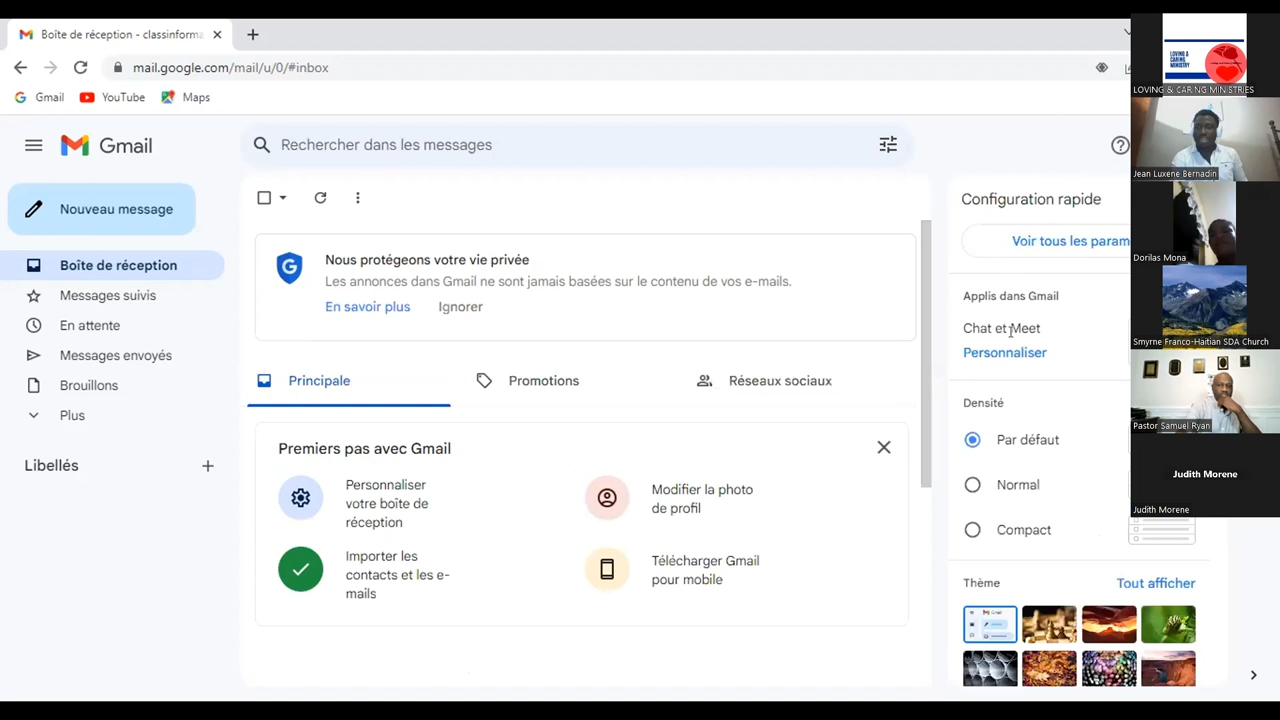 Boîte de réception - classinforma
mail.google.com/mail/u/0/#inbox
Gmail
YouTube
Maps
Gmail
Rechercher dans les messages
Nouveau message
Boîte de réception
Messages suivis
En attente
Messages envoyés
Brouillons
Plus
Libellés
Nous protégeons votre vie privée
Les annonces dans Gmail ne sont jamais basées sur le contenu de vos e-mails.
En savoir plus
Ignorer
Principale
Promotions
Réseaux sociaux
Premiers pas avec Gmail
Personnaliser
votre boîte de
réception
Modifier la photo
de profil
Importer les
contacts et les e-
mails
Télécharger Gmail
pour mobile
Configuration rapide
Voir tous les param
Applis dans Gmail
Chat et Meet
Personnaliser
Densité
Par défaut
Normal
Compact
Thème
Tout afficher
LOVING &
CARING
MINISTRY
LOVING & CARING MINISTRIES
Jean Luxene Bernadin
Dorilas Mona
Smyrne Franco-Haitian SDA Church
Pastor Samuel Ryan
Judith Morene
Judith Morene